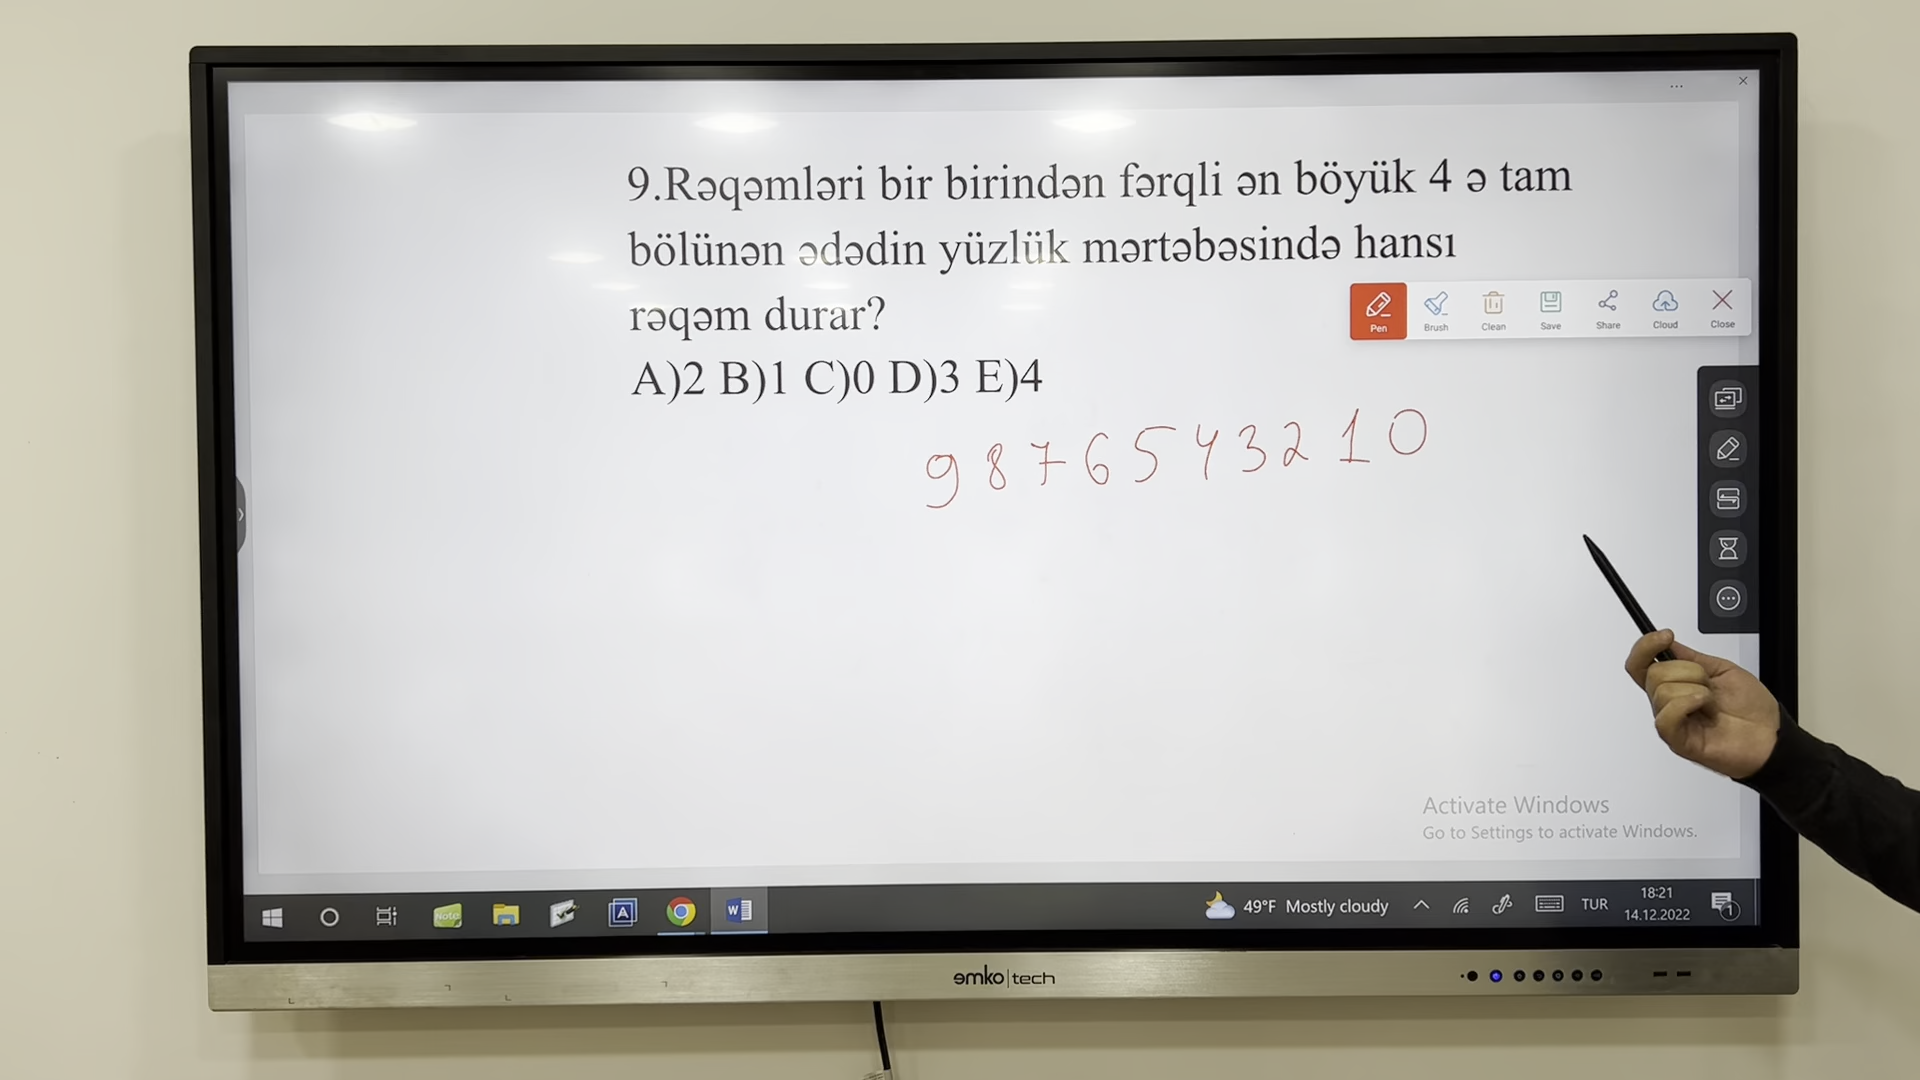 9.Rəqəmləri bir birindən fərqli ən böyük 4 ə tam
bölünən ədədin yüzlük mərtəbəsində hansı
rəqəm durar?
A)2 B)1 C)0 D)3 E)4
Pen Brush Clean Save Share Cloud Close
9 8 7 6 5 4 3 2 1 0
Activate Windows
Go to Settings to activate Windows.
Note
A
W
49°F Mostly cloudy
TUR
18:21
14.12.2022
1
əmko|tech